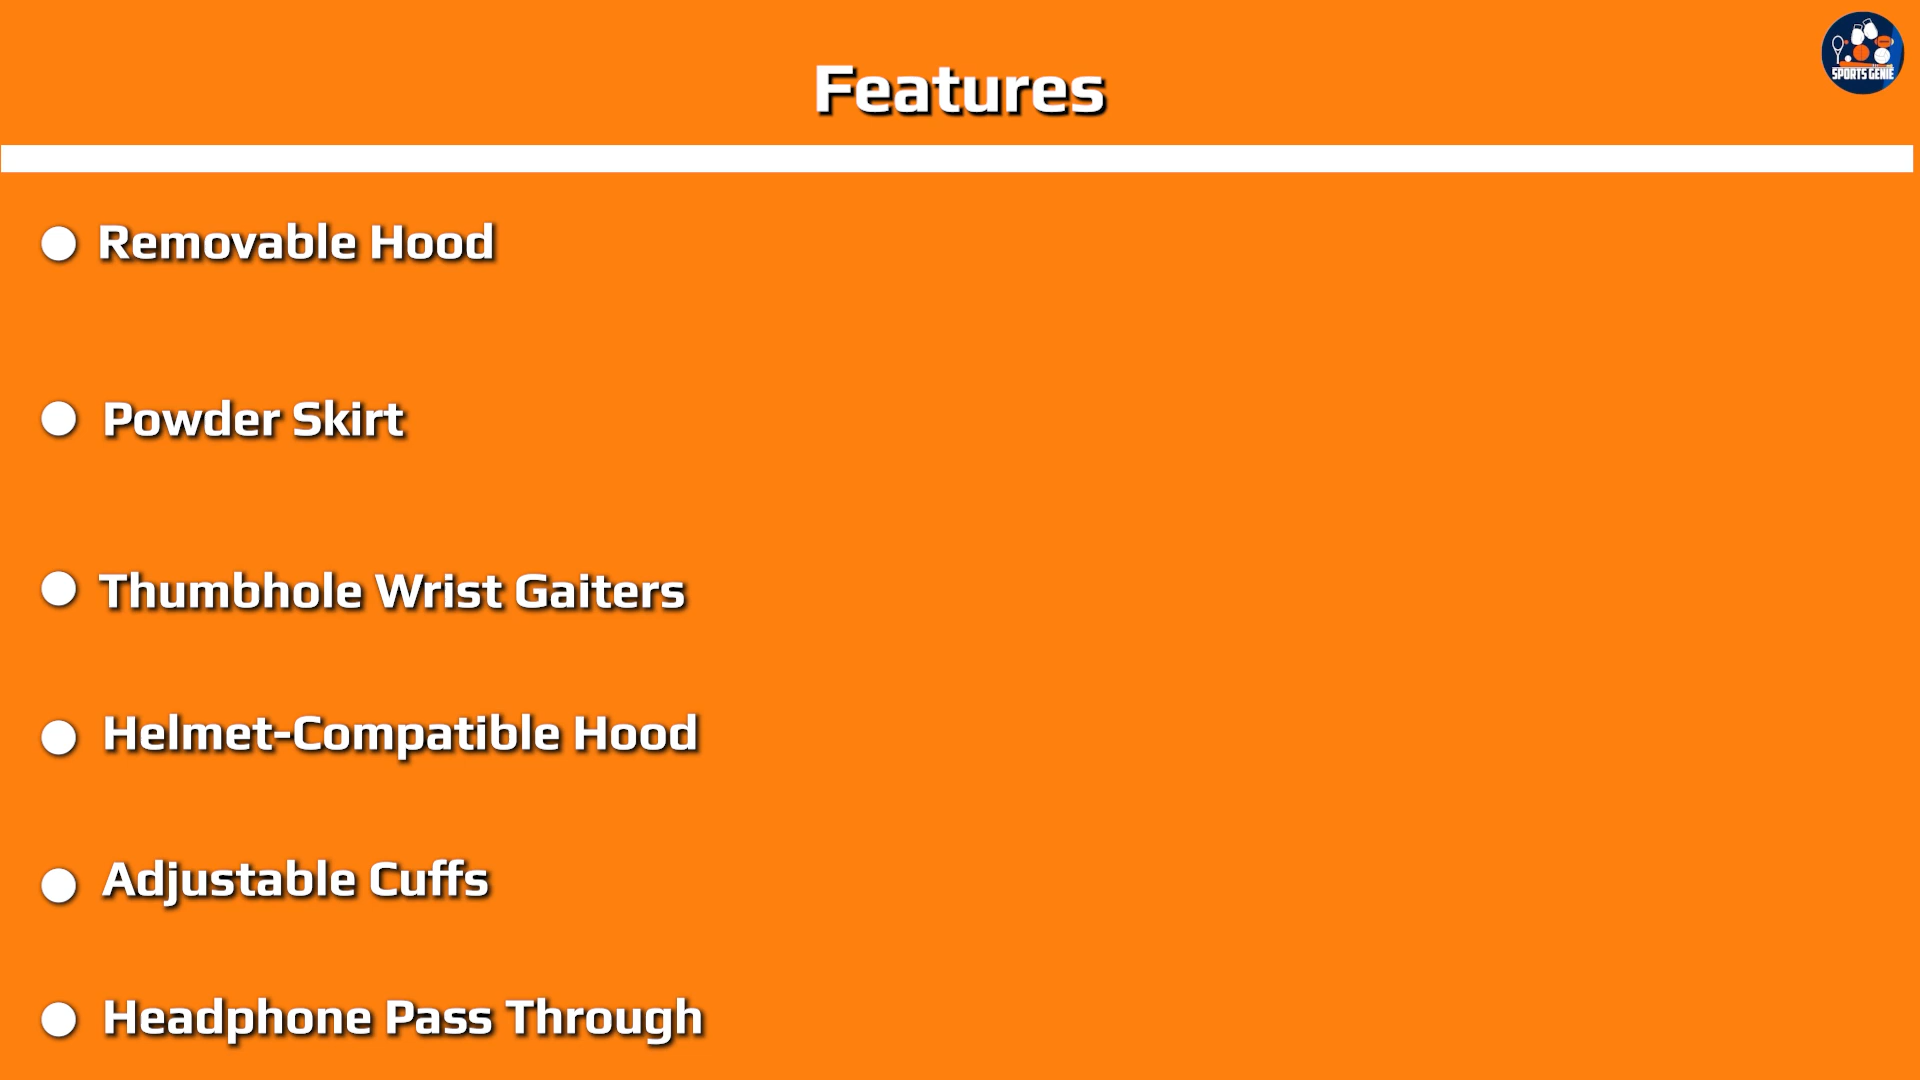 Features
SPORTS GENIE
Removable Hood
Powder Skirt
Thumbhole Wrist Gaiters
Helmet-Compatible Hood
Adjustable Cuffs
Headphone Pass Through